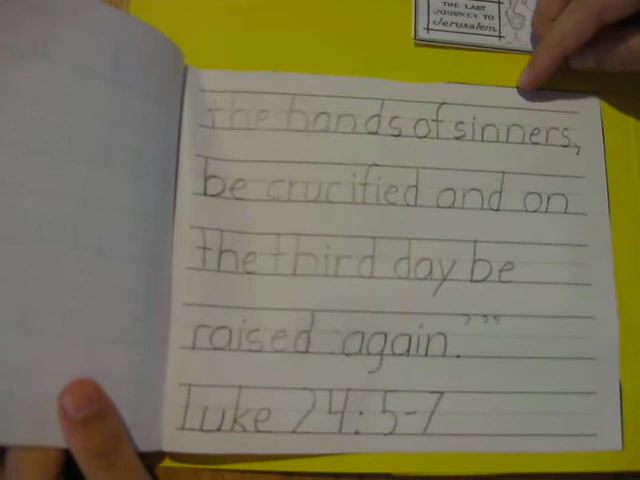 THE LAST
JOURNEY TO
Jerusalem
the hands of sinners,
be crucified and on
the third day be
raised again.’ ”
Luke 24:5-7